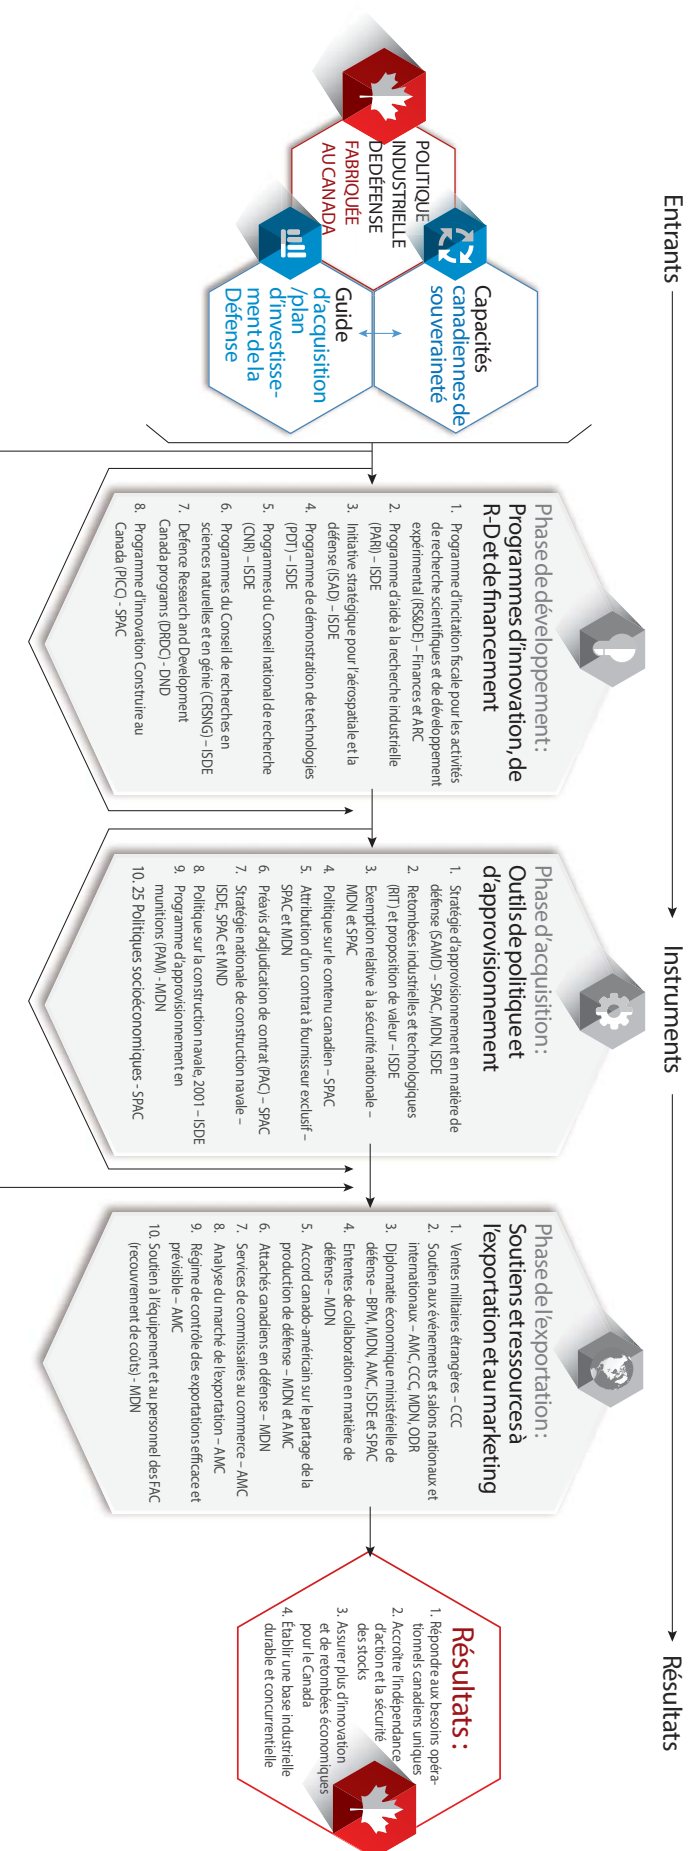 Entrants
Instruments
Résultats
POLITIQUE
INDUSTRIELLE
DE DÉFENSE
FABRIQUÉE
AU CANADA
Capacités
canadiennes de
souveraineté
Guide
d'acquisition
/plan
d'investisse-
ment de la
Défense
Phase de développement :
Programmes d'innovation, de
R-D et de financement
1. Programme d'incitation fiscale pour les activités
de recherche scientifiques et de développement
expérimental (RS&DE) – Finances et ARC
2. Programme d'aide à la recherche industrielle
(PARI) – ISDE
3. Initiative stratégique pour l'aérospatiale et la
défense (ISAD) – ISDE
4. Programme de démonstration de technologies
(PDT) – ISDE
5. Programmes du Conseil national de recherche
(CNR) – ISDE
6. Programmes du Conseil de recherches en
sciences naturelles et en génie (CRSNG) – ISDE
7. Defence Research and Development
Canada programs (DRDC) - DND
8. Programme d'innovation Construire au
Canada (PICC) - SPAC
Phase d'acquisition :
Outils de politique et
d'approvisionnement
1. Stratégie d'approvisionnement en matière de
défense (SAMD) – SPAC, MDN, ISDE
2. Retombées industrielles et technologiques
(RIT) et proposition de valeur – ISDE
3. Exemption relative à la sécurité nationale –
MDN et SPAC
4. Politique sur le contenu canadien – SPAC
5. Attribution d'un contrat à fournisseur exclusif –
SPAC et MDN
6. Préavis d'adjudication de contrat (PAC) – SPAC
7. Stratégie nationale de construction navale –
ISDE, SPAC et MND
8. Politique sur la construction navale, 2001 – ISDE
9. Programme d'approvisionnement en
munitions (PAM) - MDN
10. 25 Politiques socioéconomiques - SPAC
Phase de l'exportation :
Soutiens et ressources à
l'exportation et au marketing
1. Ventes militaires étrangères – CCC
2. Soutien aux événements et salons nationaux et
internationaux – AMC, CCC, MDN, ODR
3. Diplomatie économique ministérielle de
défense – BPM, MDN, AMC, ISDE et SPAC
4. Ententes de collaboration en matière de
défense – MDN
5. Accord canado-américain sur le partage de la
production de défense – MDN et AMC
6. Attachés canadiens en défense – MDN
7. Services de commissaires au commerce – AMC
8. Analyse du marché de l'exportation – AMC
9. Régime de contrôle des exportations efficace et
prévisible – AMC
10. Soutien à l'équipement et au personnel des FAC
(recouvrement de coûts) - MDN
Résultats :
1. Répondre aux besoins opéra-
tionnels canadiens uniques
2. Accroître l'indépendance
d'action et la sécurité
des stocks
3. Assurer plus d'innovation
et de retombées économiques
pour le Canada
4. Établir une base industrielle
durable et concurrentielle